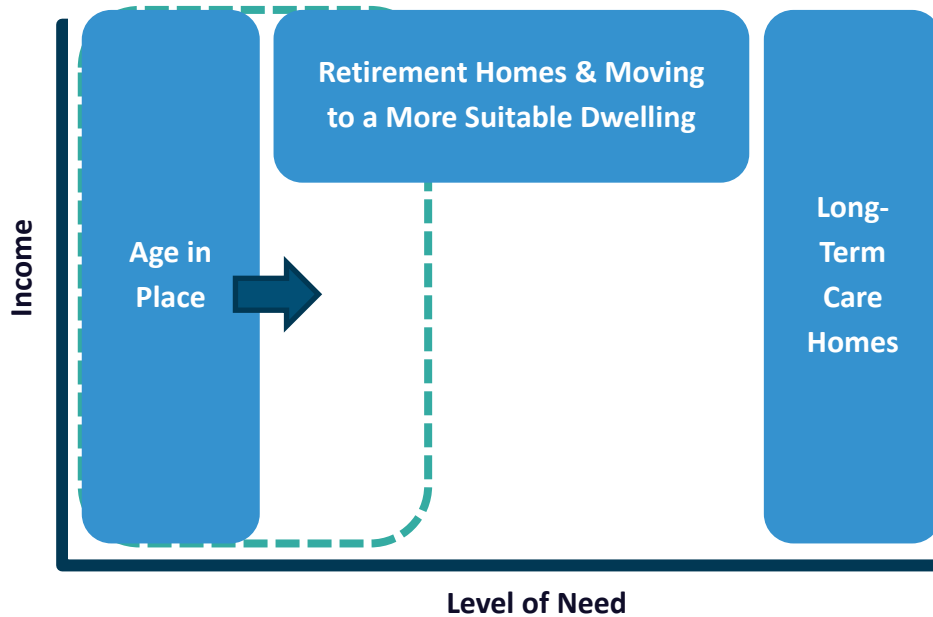 Retirement Homes & Moving
to a More Suitable Dwelling
Age in
Place
Long-
Term
Care
Homes
Income
Level of Need